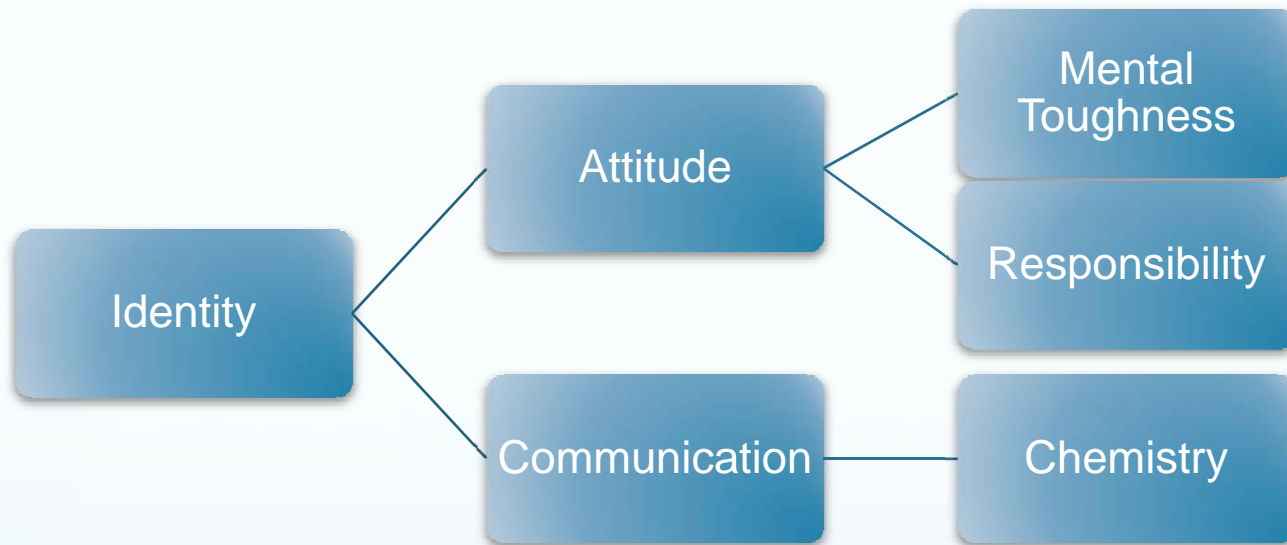 Identity
Attitude
Communication
Mental
Toughness
Responsibility
Chemistry